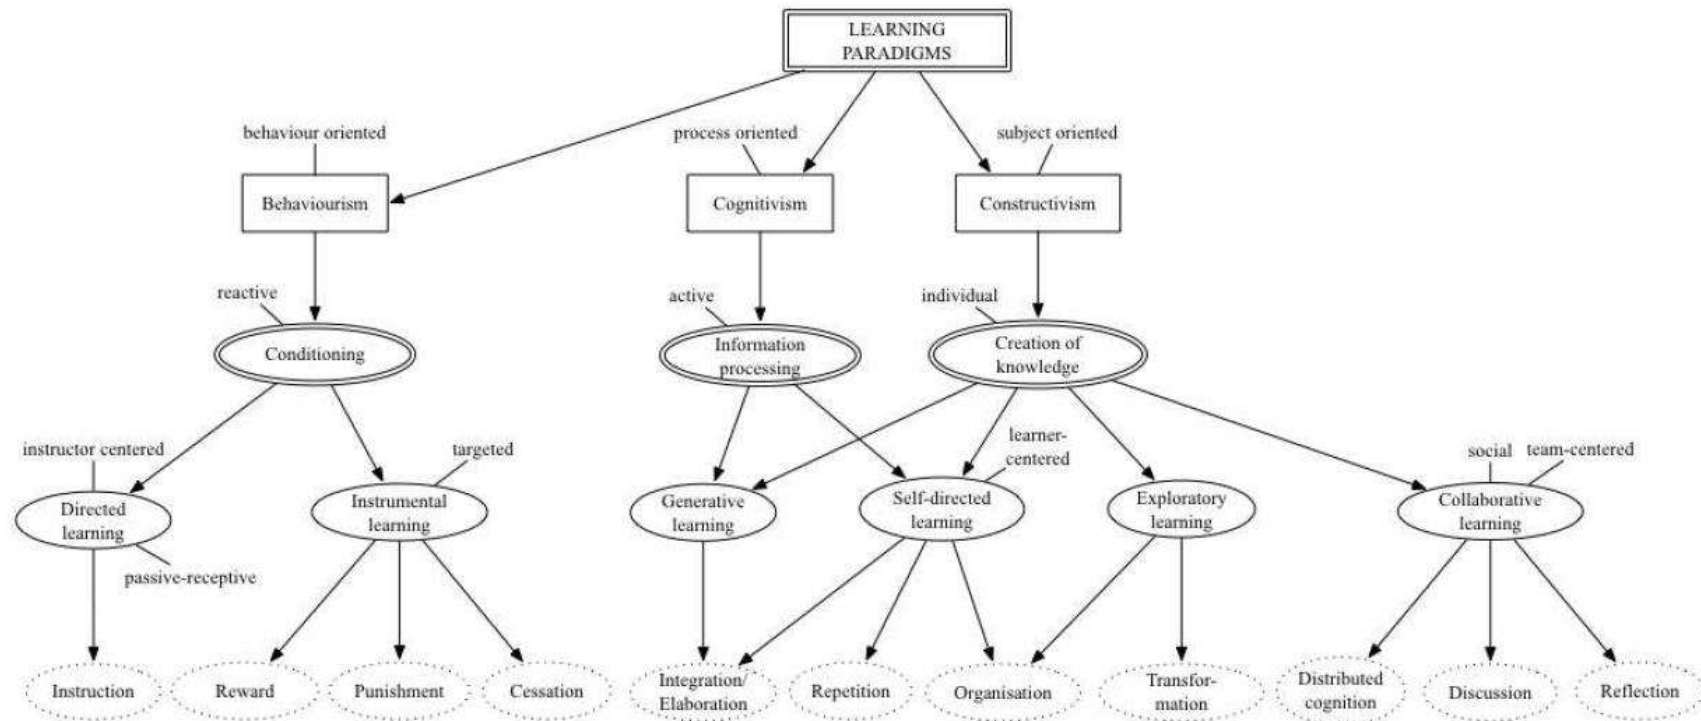 LEARNING
PARADIGMS
behaviour oriented
process oriented
subject oriented
Behaviourism
Cognitivism
Constructivism
reactive
active
individual
Conditioning
Information
processing
Creation of
knowledge
instructor centered
targeted
learner-
centered
social
team-centered
Directed
learning
Instrumental
learning
Generative
learning
Self-directed
learning
Exploratory
learning
Collaborative
learning
passive-receptive
Instruction
Reward
Punishment
Cessation
Integration/
Elaboration
Repetition
Organisation
Transfor-
mation
Distributed
cognition
Discussion
Reflection